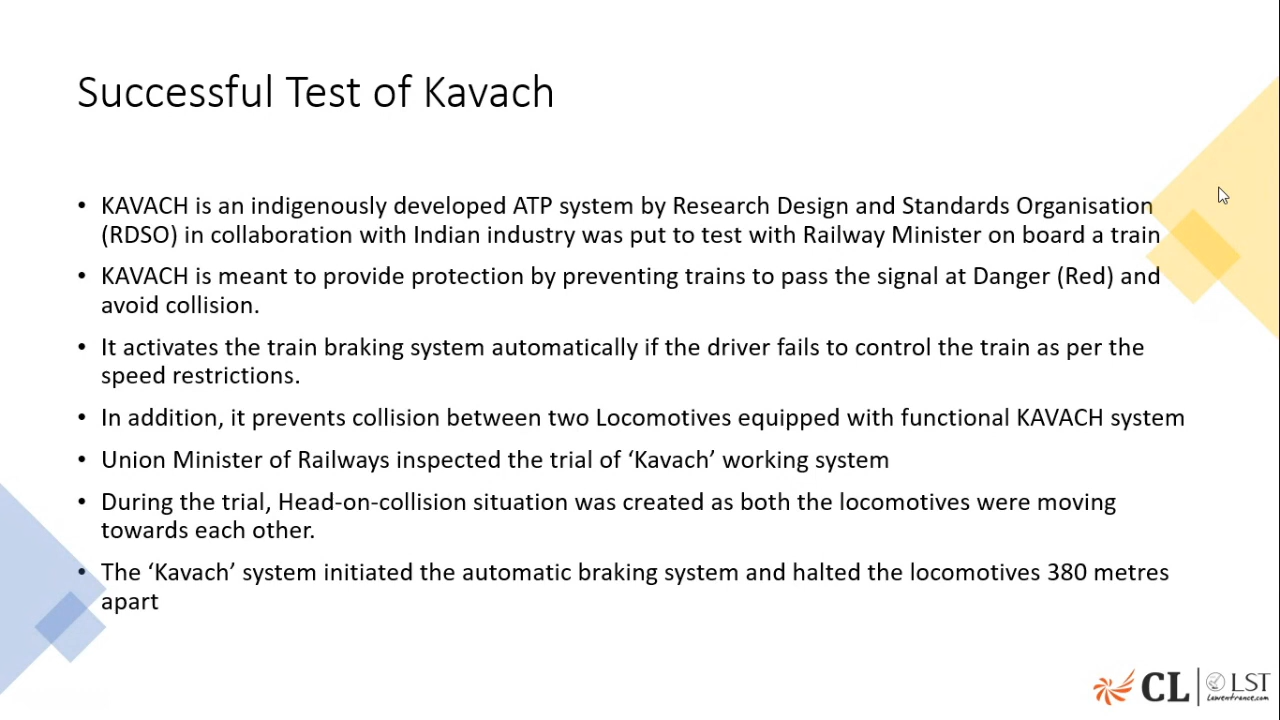 Successful Test of Kavach
• KAVACH is an indigenously developed ATP system by Research Design and Standards Organisation
(RDSO) in collaboration with Indian industry was put to test with Railway Minister on board a train
• KAVACH is meant to provide protection by preventing trains to pass the signal at Danger (Red) and
avoid collision.
• It activates the train braking system automatically if the driver fails to control the train as per the
speed restrictions.
• In addition, it prevents collision between two Locomotives equipped with functional KAVACH system
• Union Minister of Railways inspected the trial of ‘Kavach’ working system
• During the trial, Head-on-collision situation was created as both the locomotives were moving
towards each other.
• The ‘Kavach’ system initiated the automatic braking system and halted the locomotives 380 metres
apart
CL | LST
Lawentrance.com